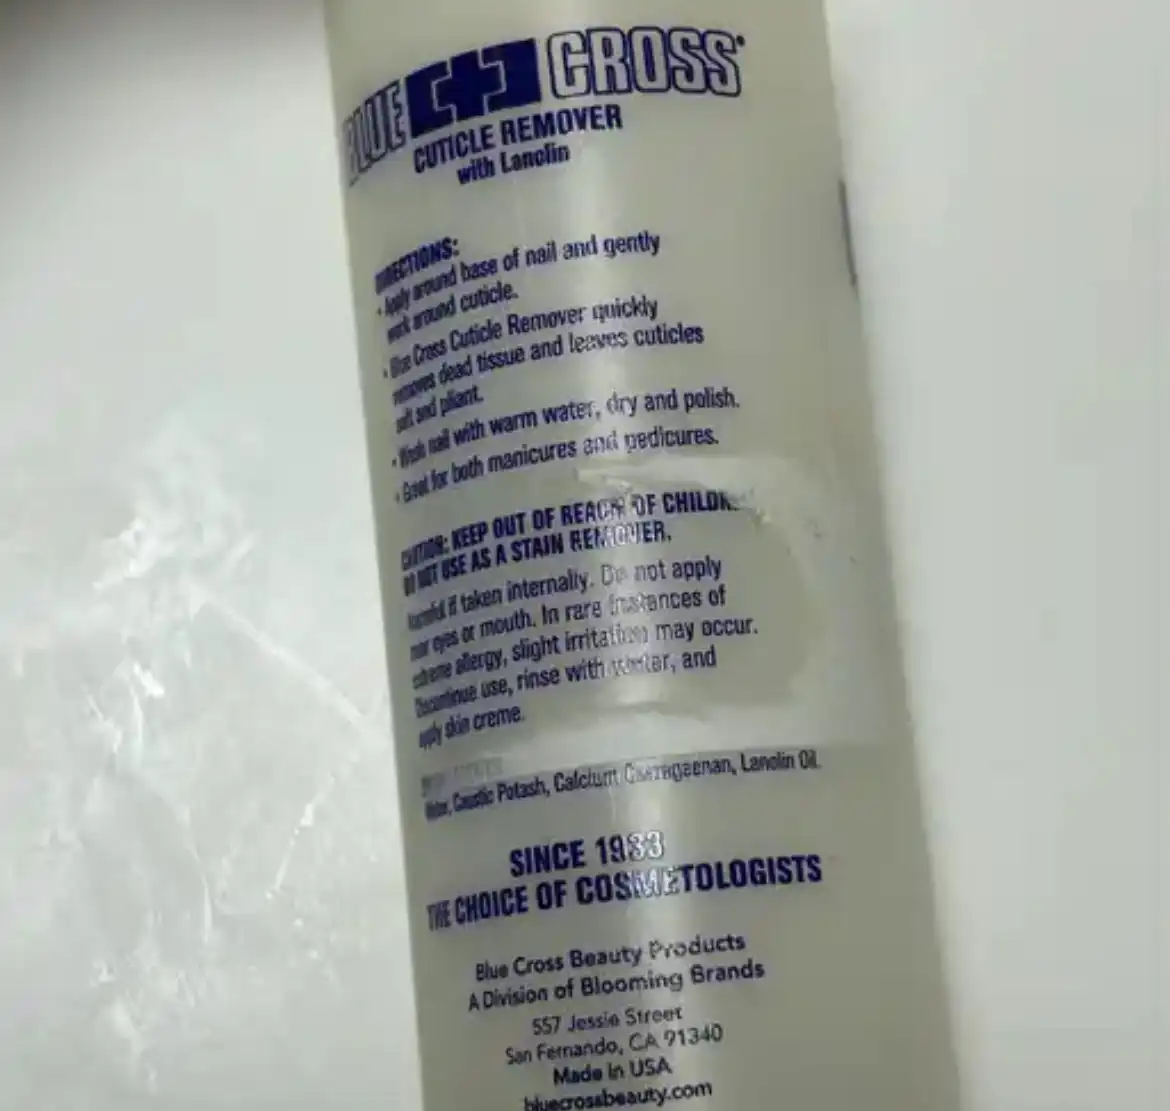 BLUE CROSS
CUTICLE REMOVER
with Lanolin
DIRECTIONS:
• Apply around base of nail and gently
work around cuticle.
• Blue Cross Cuticle Remover quickly
removes dead tissue and leaves cuticles
soft and pliant.
• Wash nail with warm water, dry and polish.
• Great for both manicures and pedicures.
CAUTION: KEEP OUT OF REACH OF
DO NOT USE AS A STAIN REMOVER.
Harmful if taken internally. Do not apply
near eyes or mouth. In rare instances of
extreme allergy, slight irritation may occur.
Discontinue use, rinse with water, and
apply skin creme.
Water, Caustic Potash, Calcium Carrageenan, Lanolin Oil.
SINCE 1933
THE CHOICE OF COSMETOLOGISTS
Blue Cross Beauty Products
A Division of Blooming Brands
557 Jessie Street
San Fernando, CA 91340
Made In USA
bluecrossbeauty.com